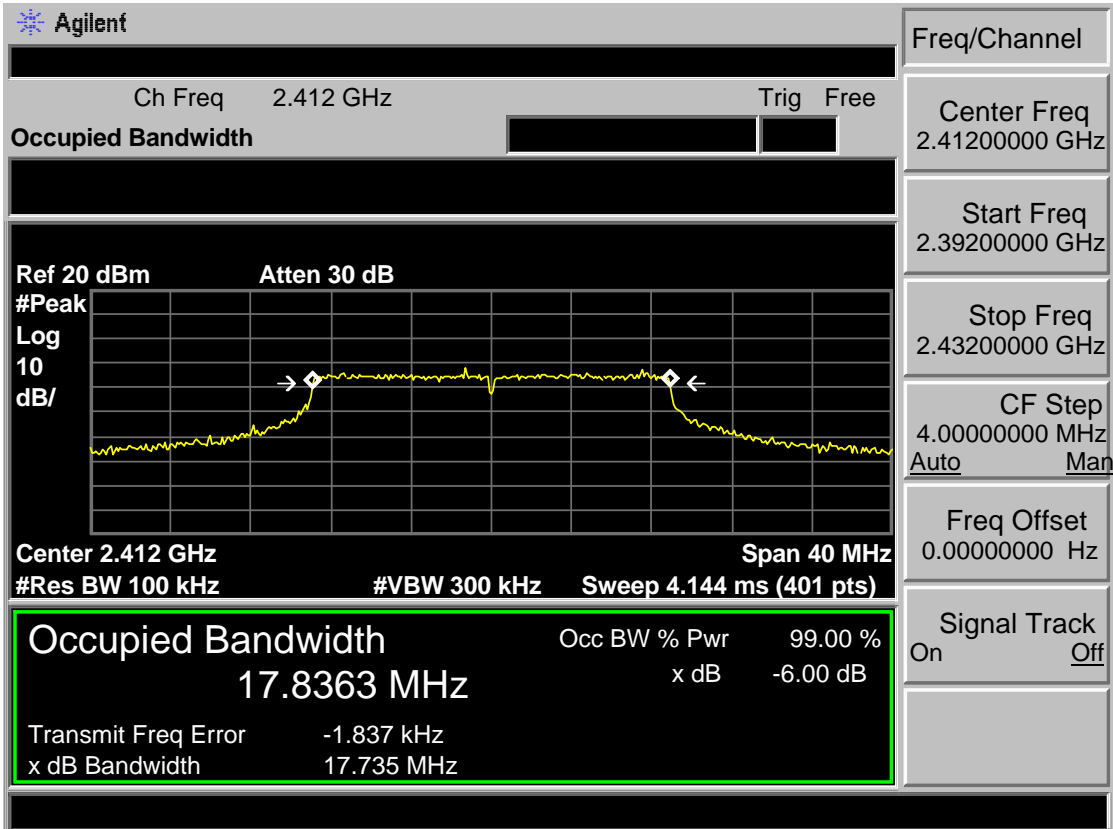 Agilent
Freq/Channel
Ch Freq 2.412 GHz Trig Free
Occupied Bandwidth
Center Freq
2.41200000 GHz
Start Freq
2.39200000 GHz
Stop Freq
2.43200000 GHz
CF Step
4.00000000 MHz
Auto Man
Freq Offset
0.00000000 Hz
Signal Track
On Off
Ref 20 dBm Atten 30 dB
#Peak
Log
10
dB/
Center 2.412 GHz Span 40 MHz
#Res BW 100 kHz #VBW 300 kHz Sweep 4.144 ms (401 pts)
Occupied Bandwidth Occ BW % Pwr 99.00 %
17.8363 MHz x dB -6.00 dB
Transmit Freq Error -1.837 kHz
x dB Bandwidth 17.735 MHz